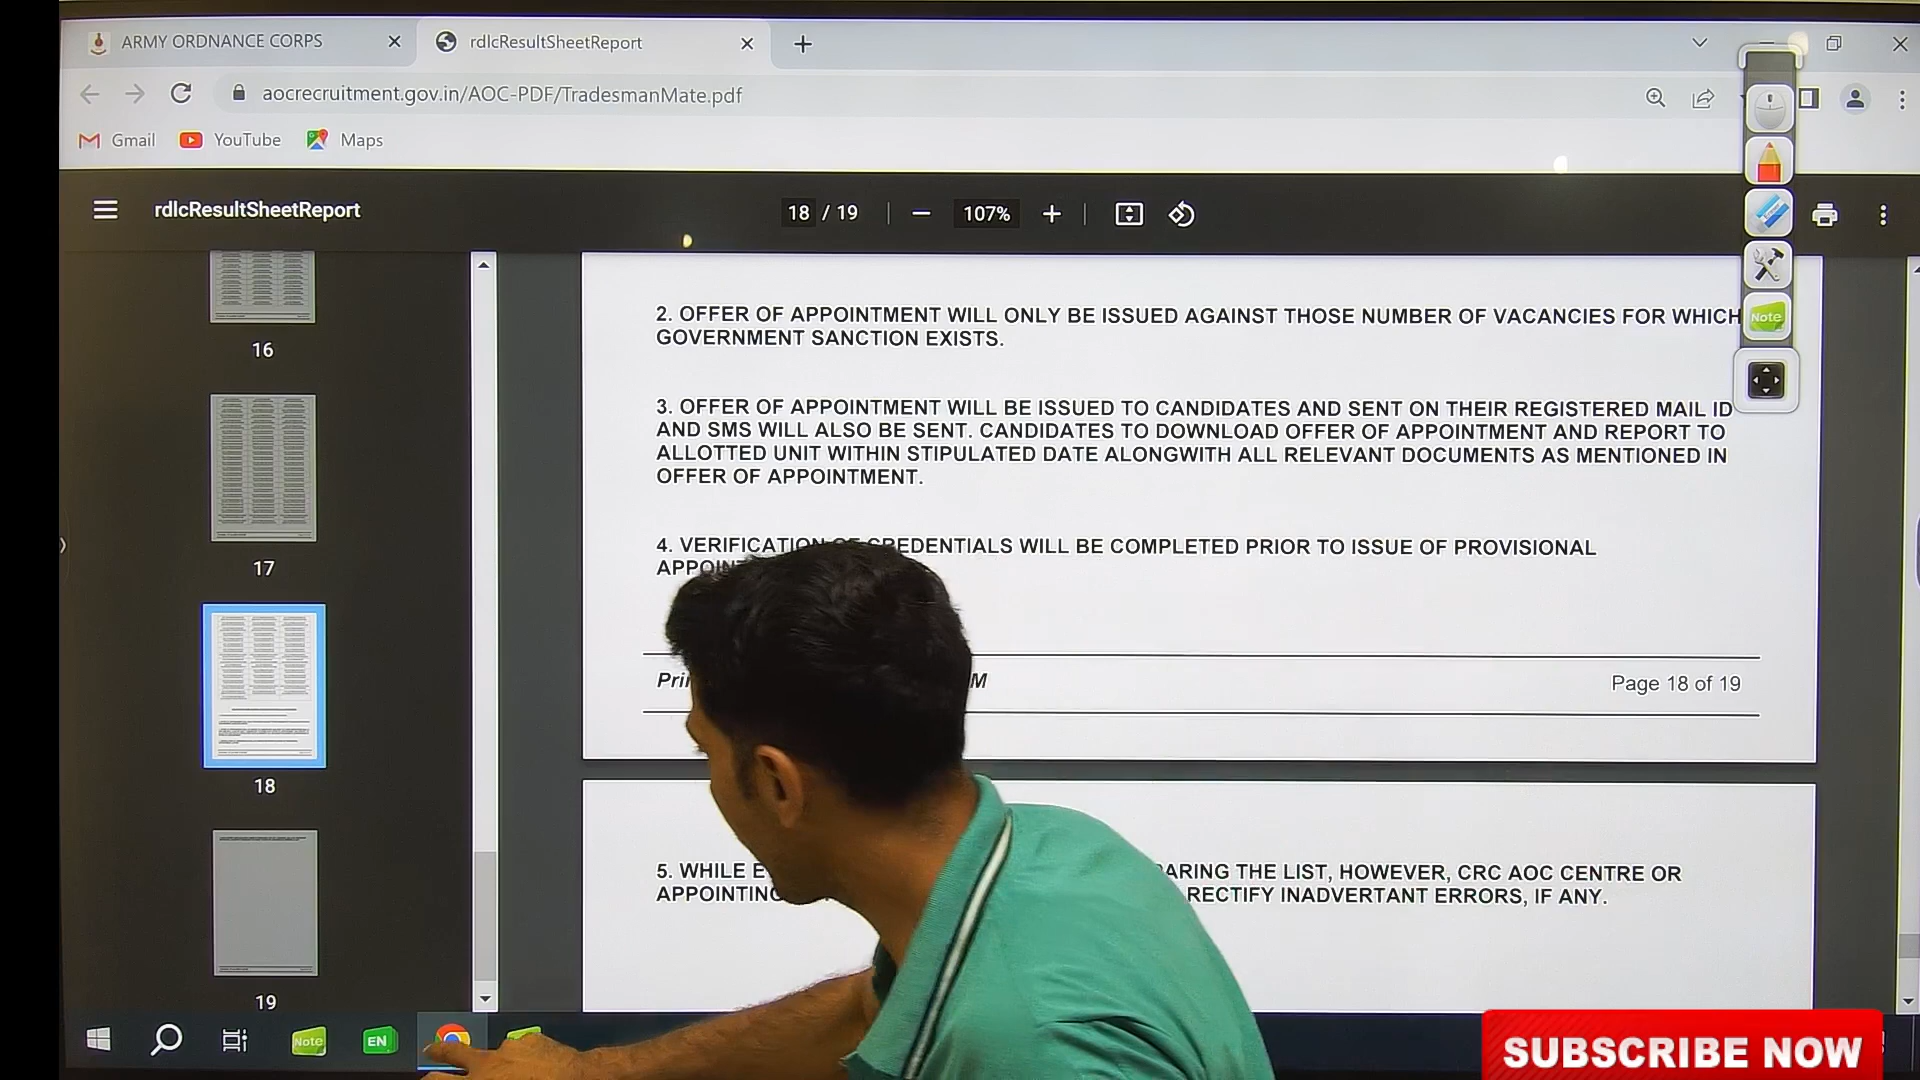 ARMY ORDNANCE CORPS
rdlcResultSheetReport
aocrecruitment.gov.in/AOC-PDF/TradesmanMate.pdf
Gmail
YouTube
Maps
rdlcResultSheetReport
18 / 19
107%
16
17
18
19
2. OFFER OF APPOINTMENT WILL ONLY BE ISSUED AGAINST THOSE NUMBER OF VACANCIES FOR WHICH
GOVERNMENT SANCTION EXISTS.
3. OFFER OF APPOINTMENT WILL BE ISSUED TO CANDIDATES AND SENT ON THEIR REGISTERED MAIL ID
AND SMS WILL ALSO BE SENT. CANDIDATES TO DOWNLOAD OFFER OF APPOINTMENT AND REPORT TO
ALLOTTED UNIT WITHIN STIPULATED DATE ALONGWITH ALL RELEVANT DOCUMENTS AS MENTIONED IN
OFFER OF APPOINTMENT.
4. VERIFICATION OF CREDENTIALS WILL BE COMPLETED PRIOR TO ISSUE OF PROVISIONAL
Page 18 of 19
5. WHILE
THE LIST, HOWEVER, CRC AOC CENTRE OR
RECTIFY INADVERTANT ERRORS, IF ANY.
Note
Note
EN
SUBSCRIBE NOW